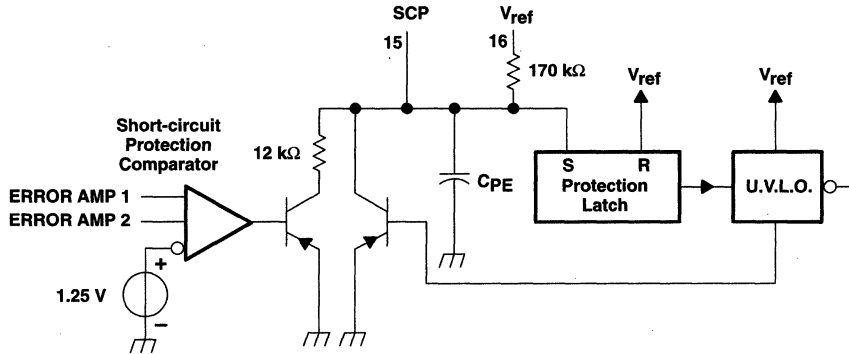 SCP
15
Vref
16
170 kΩ
Vref
Vref
Short-circuit
Protection
Comparator
12 kΩ
CPE
S R
Protection
Latch
U.V.L.O.
ERROR AMP 1
ERROR AMP 2
+
1.25 V
–